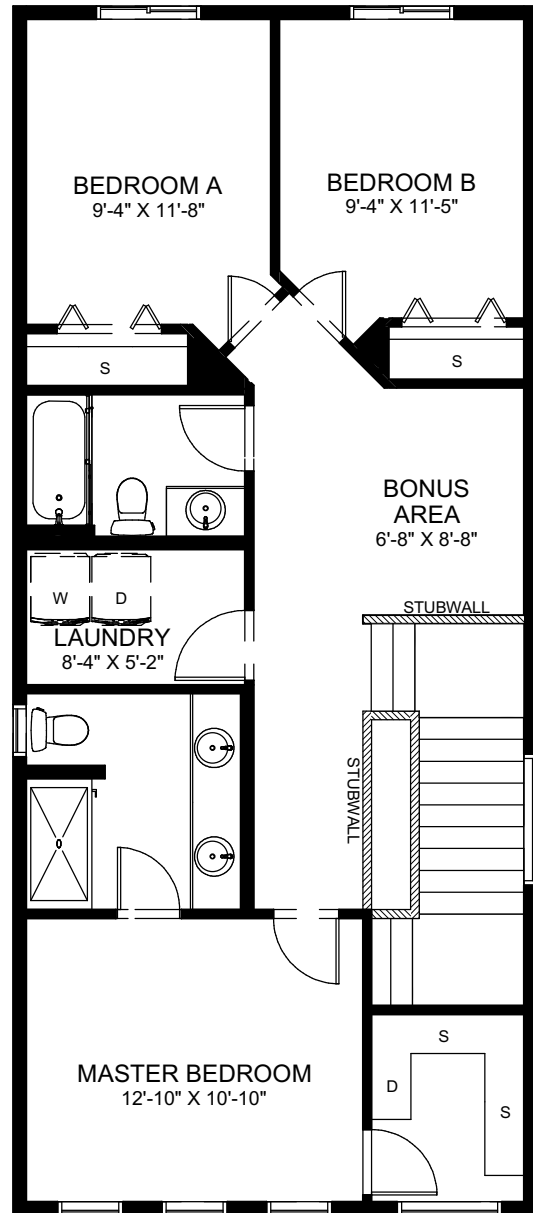 BEDROOM A
9'-4" X 11'-8"
BEDROOM B
9'-4" X 11'-5"
S
S
BONUS
AREA
6'-8" X 8'-8"
W
D
STUBWALL
LAUNDRY
8'-4" X 5'-2"
STUBWALL
MASTER BEDROOM
12'-10" X 10'-10"
S
D
S